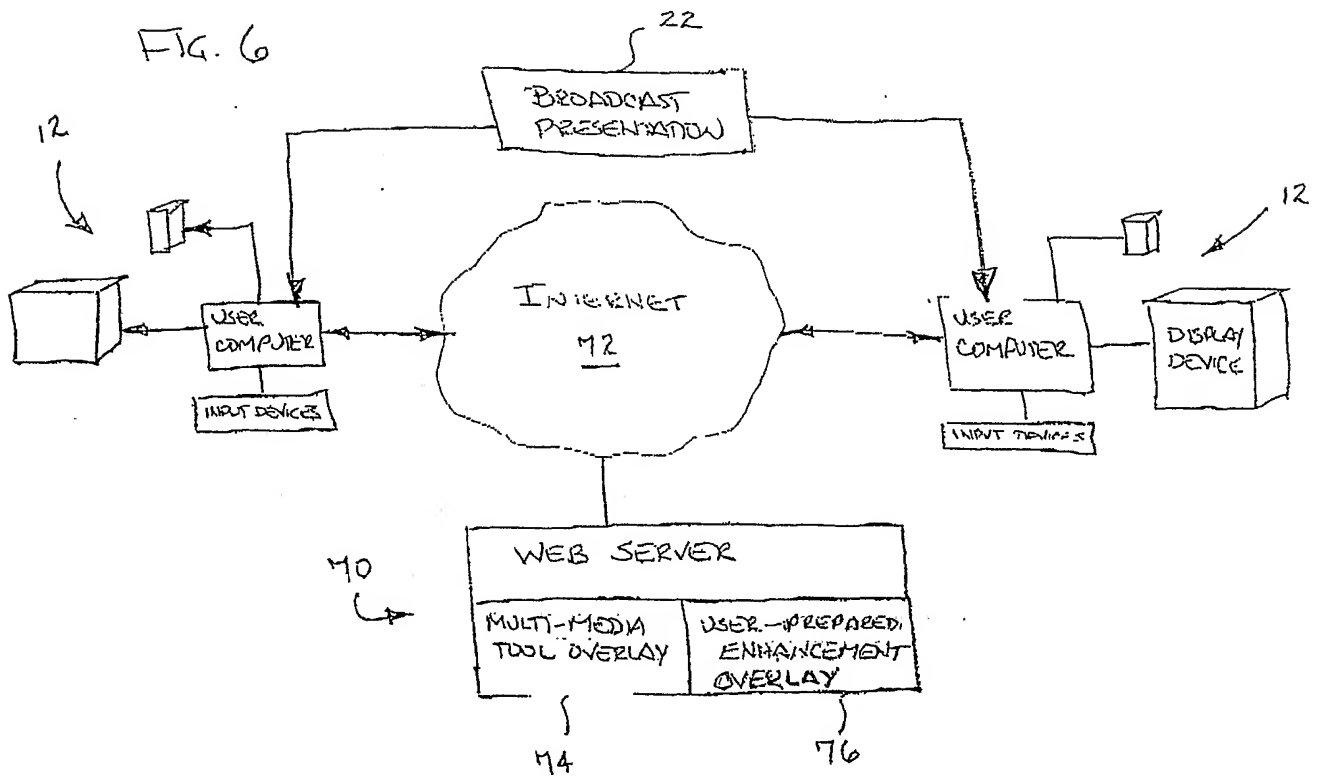 FIG. 6
22
BROADCAST
PRESENTATION
12
12
USER
COMPUTER
INPUT DEVICES
INTERNET
72
USER
COMPUTER
DISPLAY
DEVICE
INPUT DEVICES
WEB SERVER
70
MULTI-MEDIA
TOOL OVERLAY
USER-PREPARED
ENHANCEMENT
OVERLAY
74
76